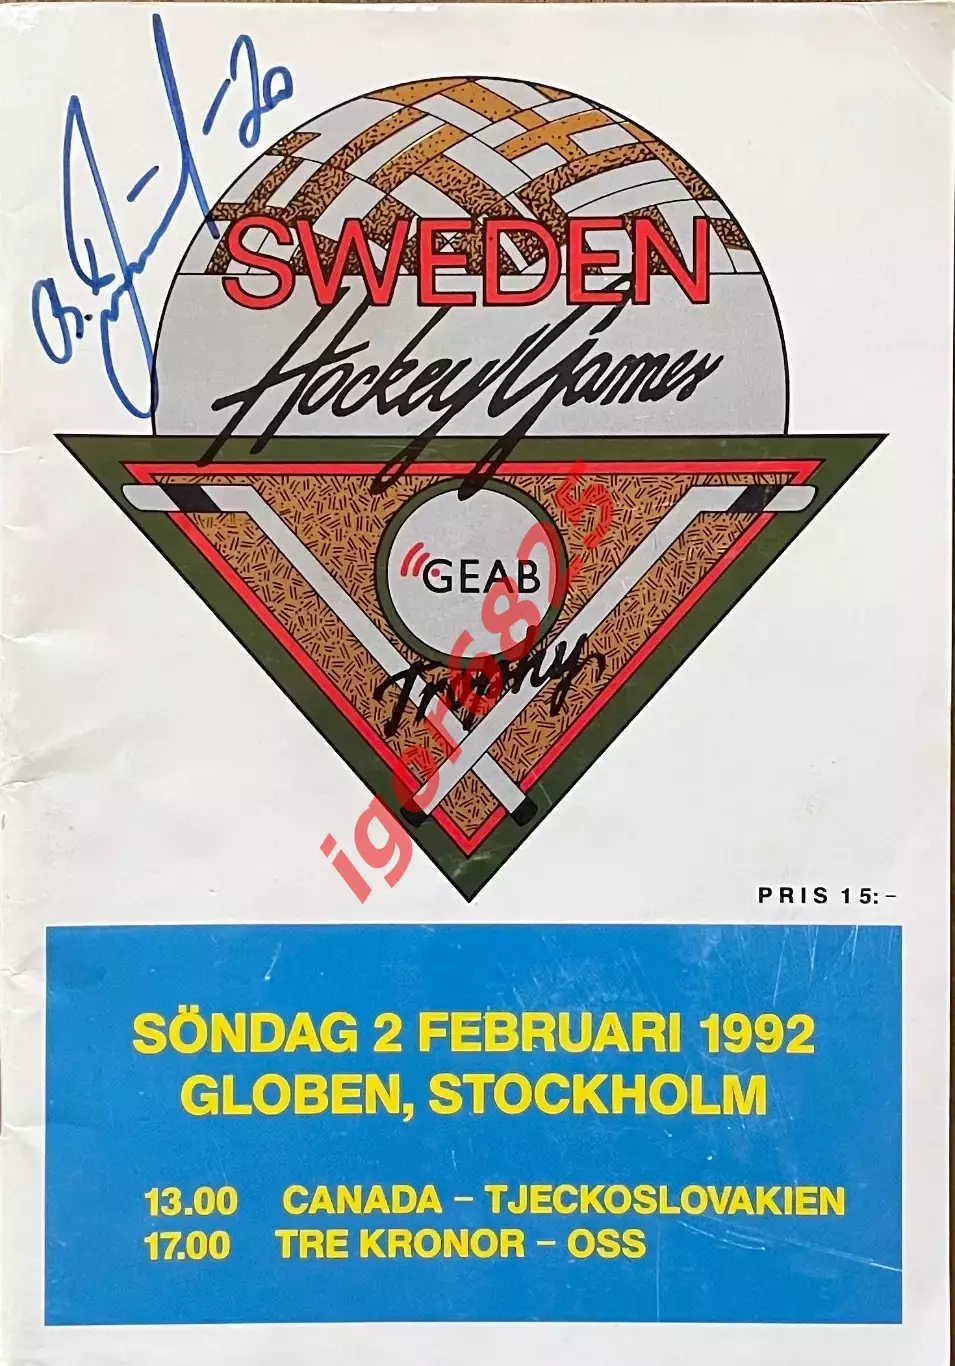 SWEDEN
Hockey Games
GEAB
Trophy
igor6825
PRIS 15:-
SÖNDAG 2 FEBRUARI 1992
GLOBEN, STOCKHOLM
13.00 CANADA – TJECKOSLOVAKIEN
17.00 TRE KRONOR – OSS